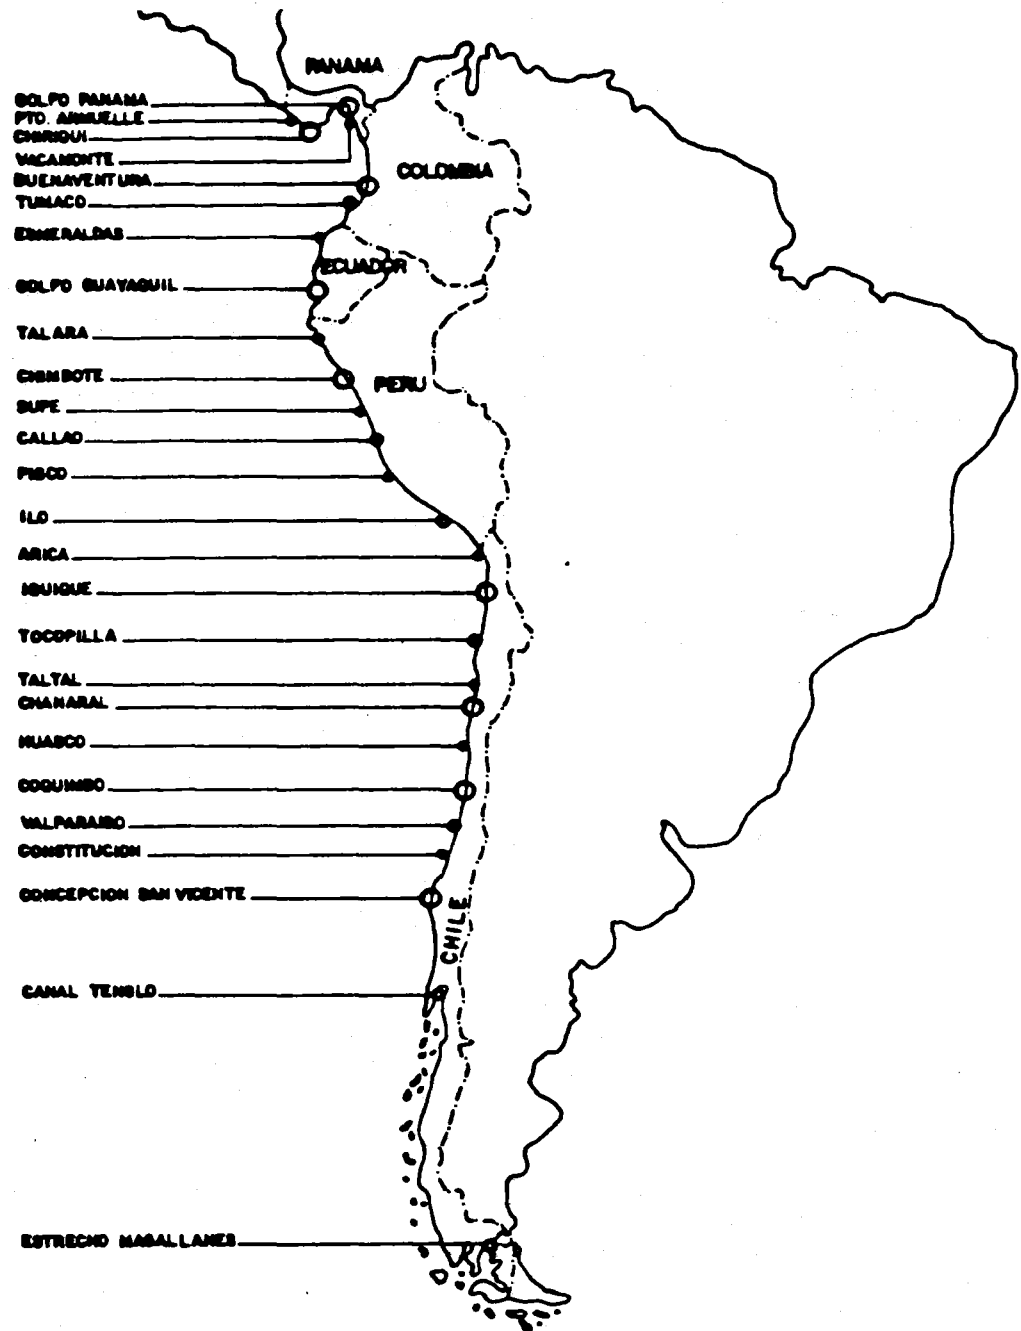 PANAMA
GOLFO PANAMA
PTO. ARMUELLE
CHIRIQUI
VACAMONTE
BUENAVENTURA
COLOMBIA
TUMACO
ESMERALDAS
ECUADOR
GOLFO GUAYAQUIL
TALARA
CHIMBOTE
PERU
SUPE
CALLAO
PISCO
ILO
ARICA
IQUIQUE
TOCOPILLA
TALTAL
CHANARAL
HUASCO
COQUIMBO
VALPARAISO
CONSTITUCION
CONCEPCION SAN VICENTE
CHILE
CANAL TENGLO
ESTRECHO MAGALLANES